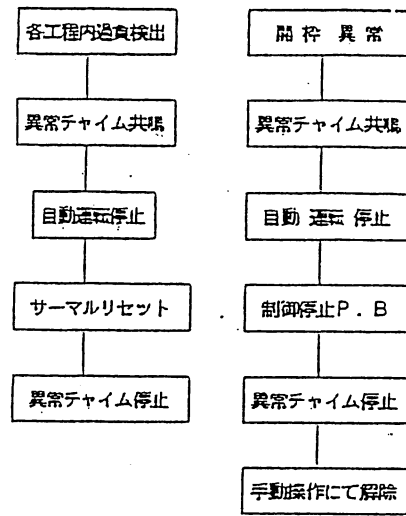 各工程内過負検出
異常チャイム共鳴
自動運転停止
サーマルリセット
異常チャイム停止
開枠 異常
異常チャイム共鳴
自動 運転 停止
制御停止P.B
異常チャイム停止
手動操作にて解除